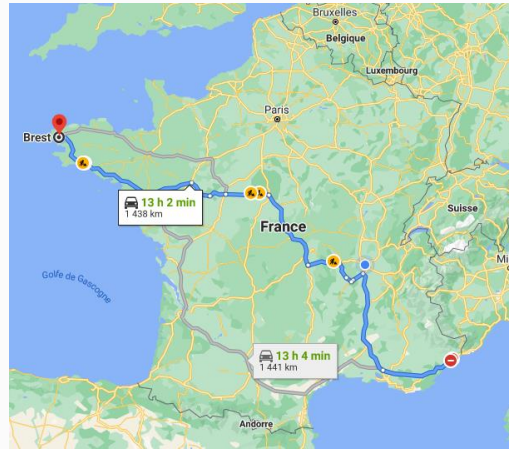 Bruxelles
Belgique
Luxembourg
Paris
Brest
13 h 2 min
1 438 km
France
Suisse
Golfe de Gascogne
13 h 4 min
1 441 km
Andorre